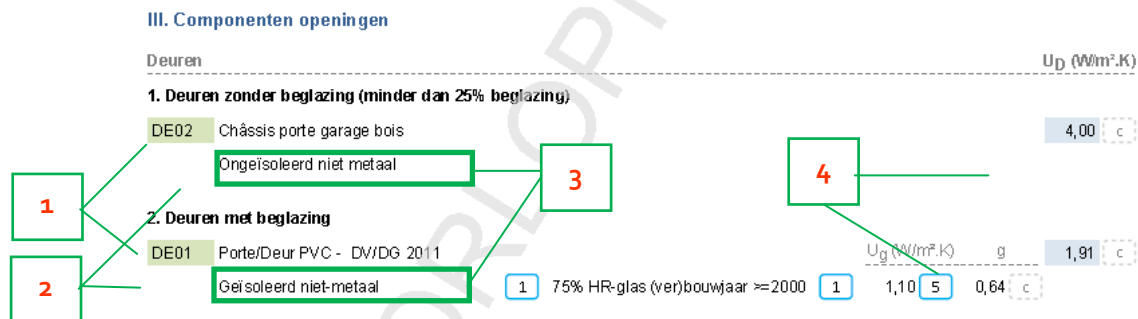 III. Componenten openingen
Deuren U_D (W/m².K)
1. Deuren zonder beglazing (minder dan 25% beglazing)
DE02 Châssis porte garage bois 4,00 c
Ongeïsoleerd niet metaal
3
4
1
2. Deuren met beglazing
DE01 Porte/Deur PVC - DV/DG 2011 U_g (W/m².K) g 1,91 c
2
Geïsoleerd niet-metaal 1 75% HR-glas (ver)bouwjaar >=2000 1 1,10 5 0,64 c